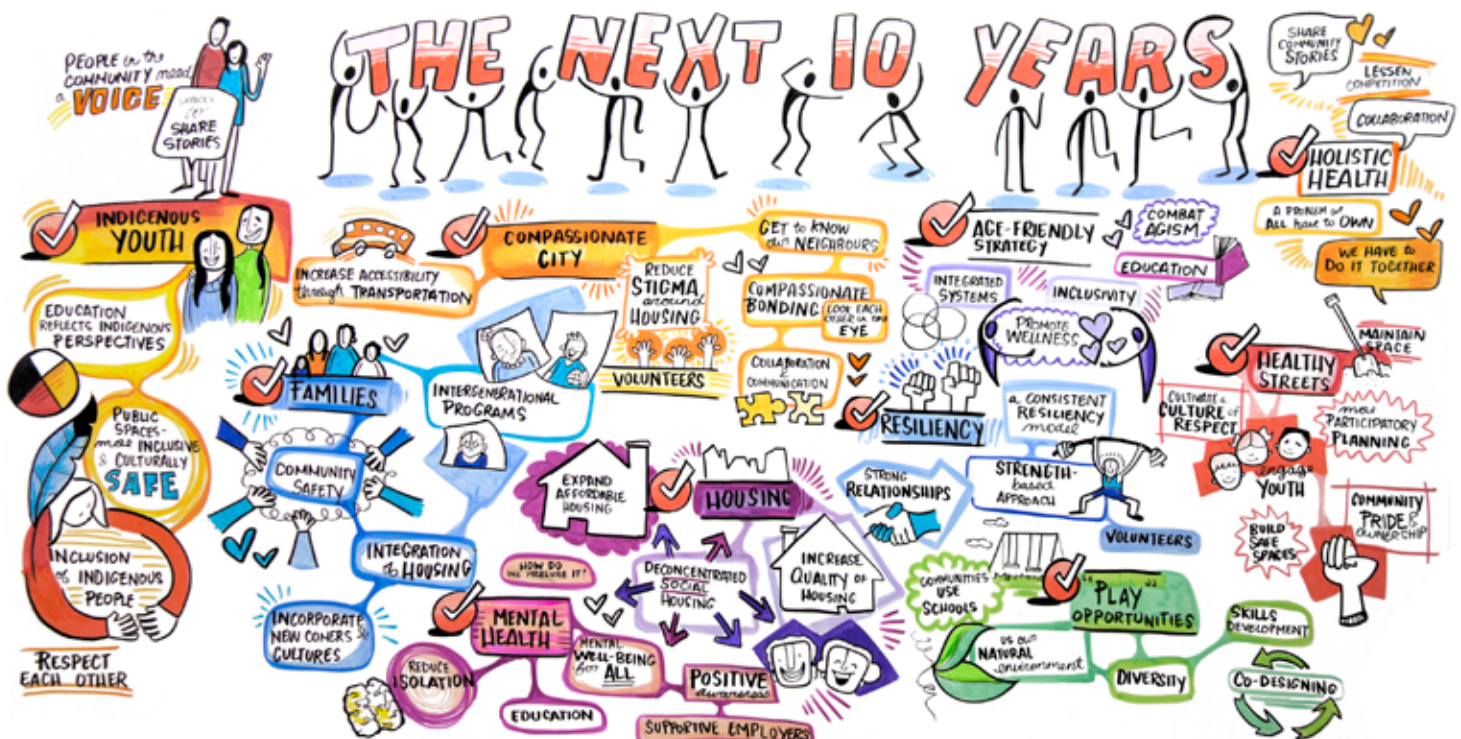 THE NEXT 10 YEARS
PEOPLE in the
COMMUNITY need
a VOICE
SHARE
STORIES
INDIGENOUS
YOUTH
EDUCATION
REFLECTS INDIGENOUS
PERSPECTIVES
PUBLIC
SPACES-
more INCLUSIVE
& CULTURALLY
SAFE
INCLUSION
of INDIGENOUS
PEOPLE
RESPECT
EACH OTHER
COMPASSIONATE
CITY
INCREASE ACCESSIBILITY
through TRANSPORTATION
GET to KNOW
our NEIGHBOURS
REDUCE
STIGMA
around
HOUSING
VOLUNTEERS
COMPASSIONATE
BONDING
LOOK EACH
OTHER in the
EYE
COLLABORATION
&
COMMUNICATION
FAMILIES
INTERGENERATIONAL
PROGRAMS
COMMUNITY
SAFETY
INTEGRATION
of HOUSING
INCORPORATE
NEW COMERS &
CULTURES
HOUSING
EXPAND
AFFORDABLE
HOUSING
DECONCENTRATED
SOCIAL
HOUSING
INCREASE
QUALITY OF
HOUSING
MENTAL
HEALTH
HOW DO
WE MEASURE IT?
REDUCE
ISOLATION
EDUCATION
MENTAL
WELL-BEING
for ALL
POSITIVE
awareness
SUPPORTIVE EMPLOYERS
AGE-FRIENDLY
STRATEGY
COMBAT
AGISM
EDUCATION
INTEGRATED
SYSTEMS
INCLUSIVITY
PROMOTE
WELLNESS
RESILIENCY
a CONSISTENT
RESILIENCY
model
STRENGTH-
based
APPROACH
STRONG
RELATIONSHIPS
VOLUNTEERS
PLAY
OPPORTUNITIES
COMMUNITIES
USE
SCHOOLS
NATURAL
environment
DIVERSITY
SKILLS
DEVELOPMENT
CO-DESIGNING
SHARE
COMMUNITY
STORIES
LESSEN
COMPETITION
COLLABORATION
HOLISTIC
HEALTH
A PROBLEM we
ALL have to OWN
WE HAVE to
DO IT TOGETHER
HEALTHY
STREETS
MAINTAIN
SPACE
CULTIVATE a
CULTURE of
RESPECT
more
PARTICIPATORY
PLANNING
engage
YOUTH
BUILD
SAFE
SPACES
COMMUNITY
PRIDE &
OWNERSHIP